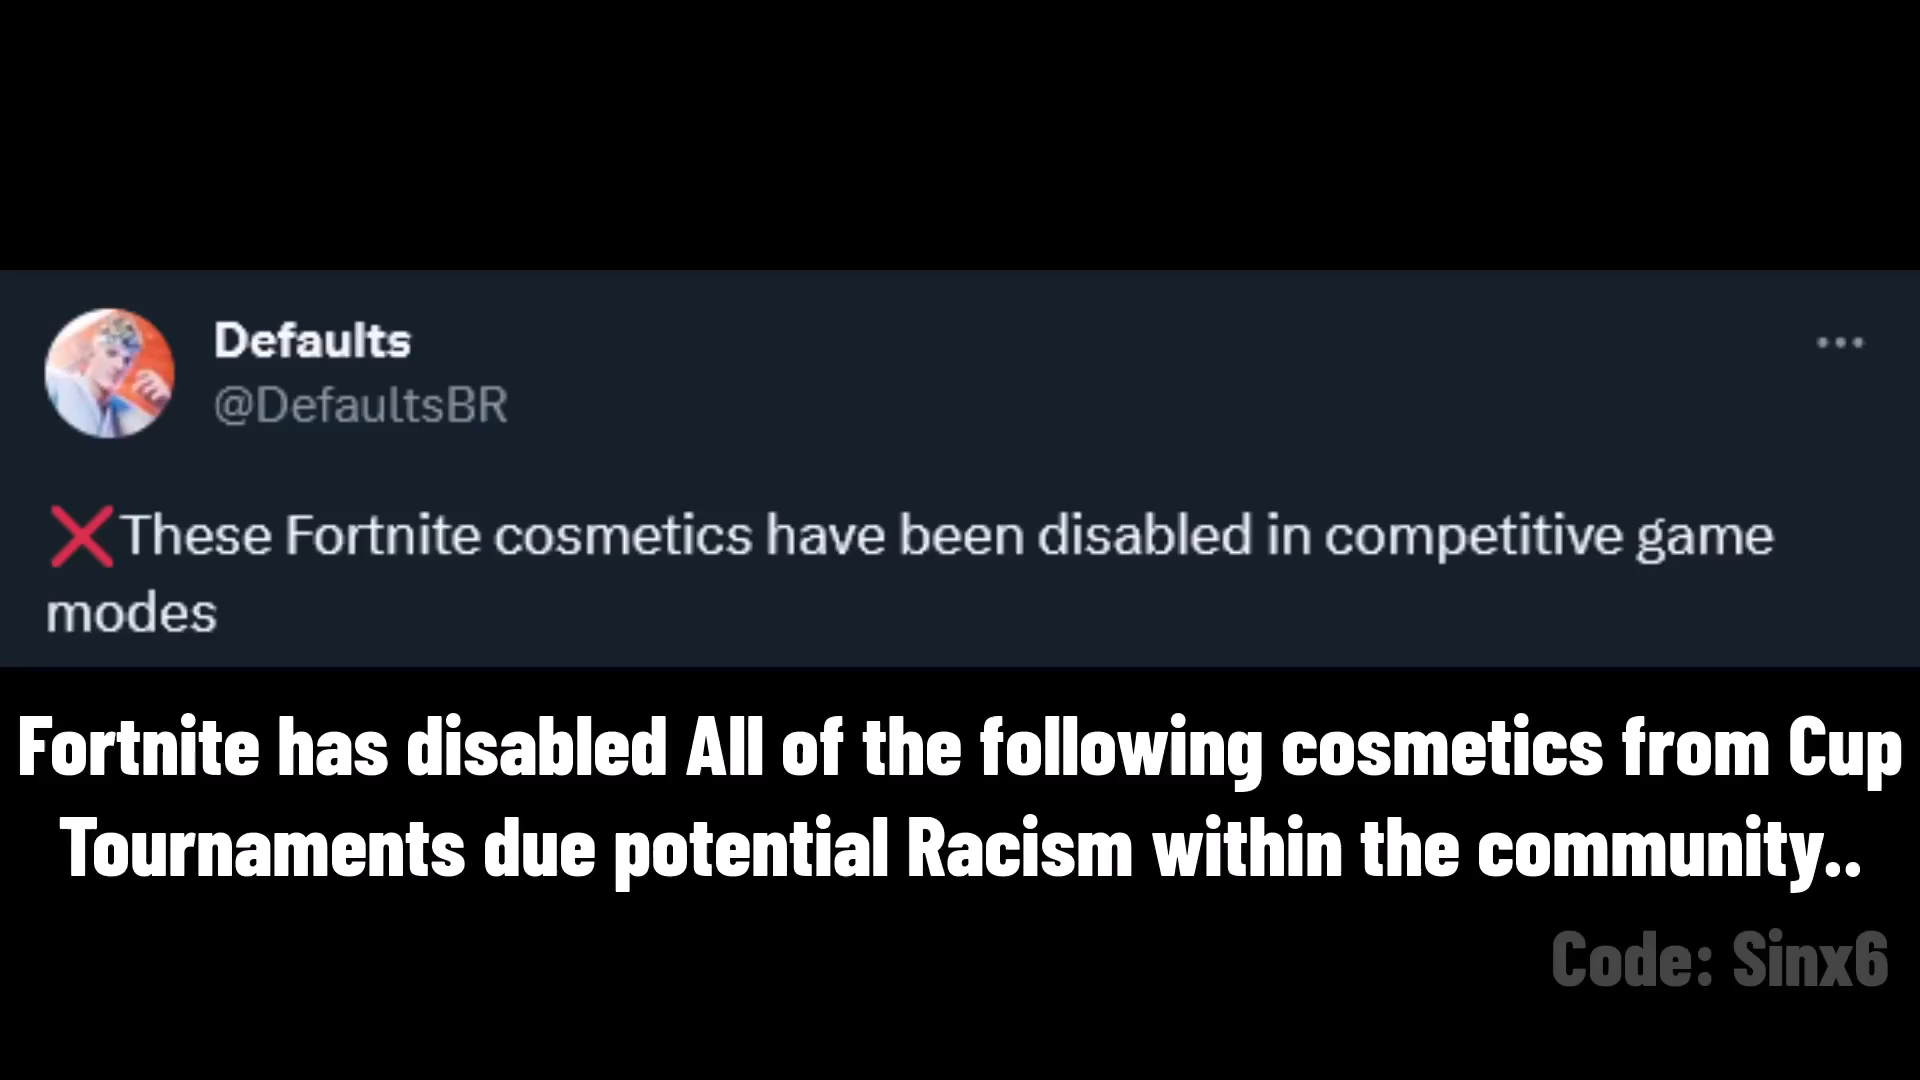 Defaults
@DefaultsBR
❌These Fortnite cosmetics have been disabled in competitive game
modes
Fortnite has disabled All of the following cosmetics from Cup
Tournaments due potential Racism within the community..
Code: Sinx6